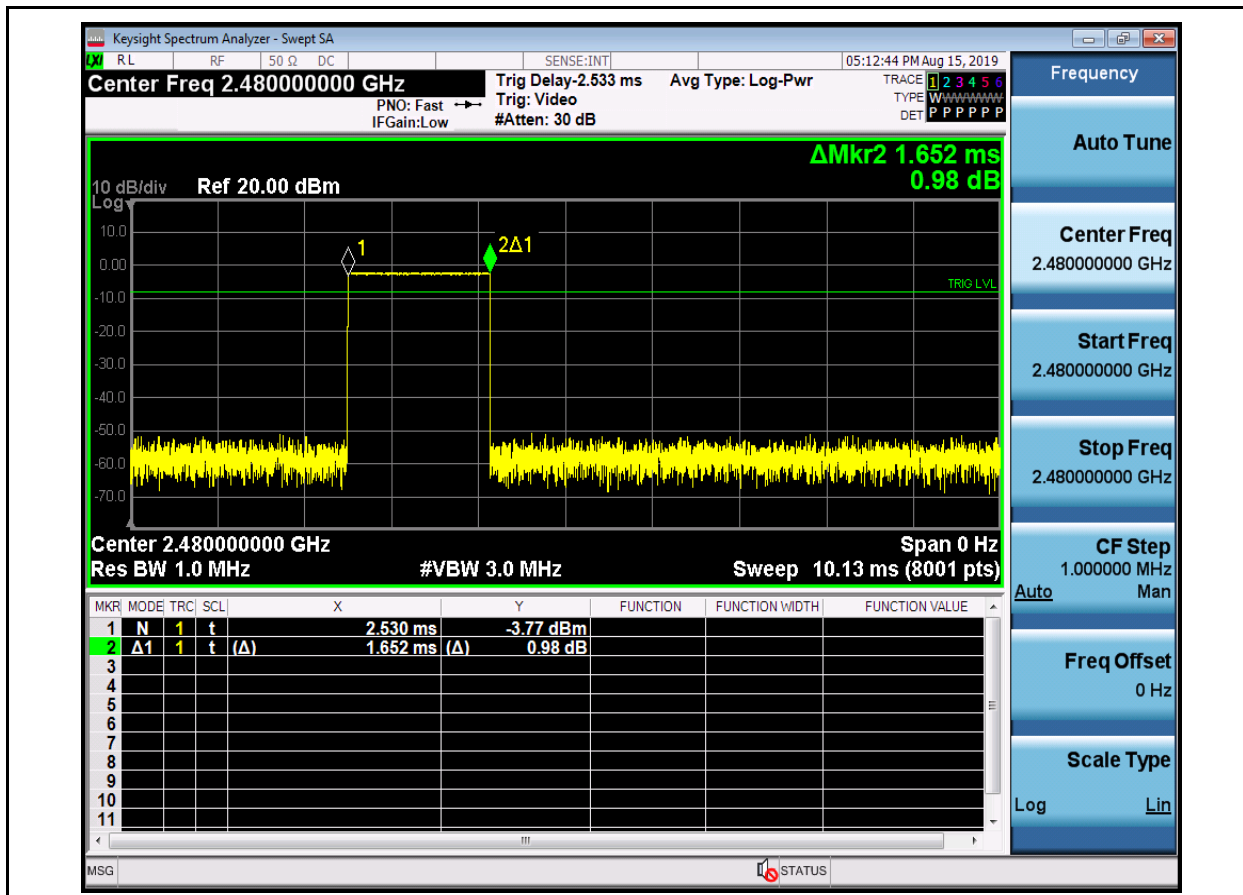 Keysight Spectrum Analyzer - Swept SA
LXI RL RF 50 Ω DC SENSE:INT 05:12:44 PM Aug 15, 2019
Center Freq 2.480000000 GHz Trig Delay-2.533 ms Avg Type: Log-Pwr TRACE 1 2 3 4 5 6
PNO: Fast Trig: Video TYPE WWWWWW
IFGain:Low #Atten: 30 dB DET P P P P P P
ΔMkr2 1.652 ms
0.98 dB
10 dB/div Ref 20.00 dBm
Log
10.0
0.00
-10.0
-20.0
-30.0
-40.0
-50.0
-60.0
-70.0
1
2Δ1
TRIG LVL
Center 2.480000000 GHz Span 0 Hz
Res BW 1.0 MHz #VBW 3.0 MHz Sweep 10.13 ms (8001 pts)
MKR MODE TRC SCL X Y FUNCTION FUNCTION WIDTH FUNCTION VALUE
1 N 1 t 2.530 ms -3.77 dBm
2 Δ1 1 t (Δ) 1.652 ms (Δ) 0.98 dB
3
4
5
6
7
8
9
10
11
MSG STATUS
Frequency
Auto Tune
Center Freq
2.480000000 GHz
Start Freq
2.480000000 GHz
Stop Freq
2.480000000 GHz
CF Step
1.000000 MHz
Auto Man
Freq Offset
0 Hz
Scale Type
Log Lin